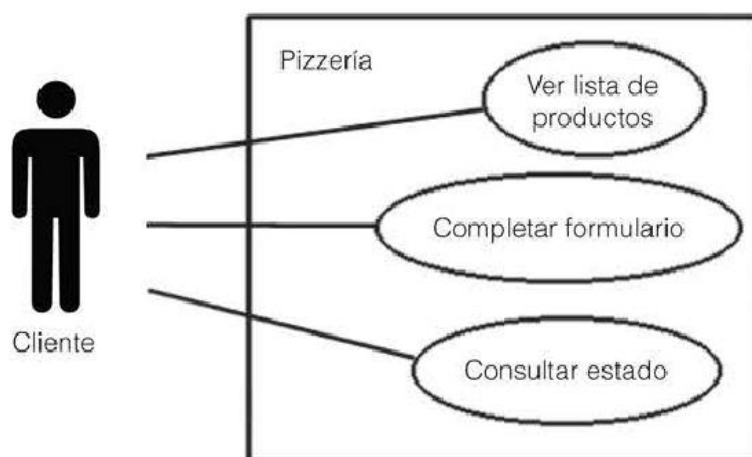 Pizzería
Ver lista de
productos
Completar formulario
Consultar estado
Cliente